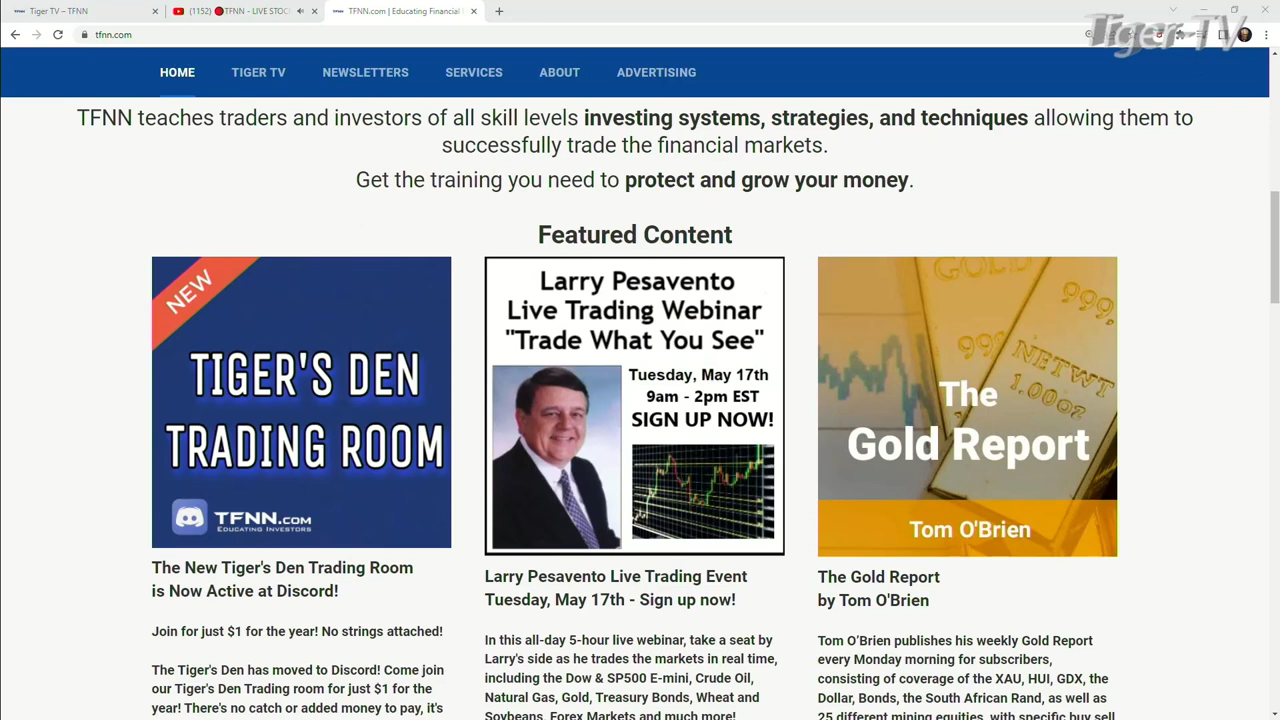 Tiger TV – TFNN
(1152) 🔴TFNN - LIVE STOC
TFNN.com | Educating Financial
tfnn.com
Tiger TV
HOME TIGER TV NEWSLETTERS SERVICES ABOUT ADVERTISING
TFNN teaches traders and investors of all skill levels investing systems, strategies, and techniques allowing them to
successfully trade the financial markets.
Get the training you need to protect and grow your money.
Featured Content
NEW
TIGER'S DEN
TRADING ROOM
TFNN.COM
EDUCATING INVESTORS
The New Tiger's Den Trading Room
is Now Active at Discord!
Join for just $1 for the year! No strings attached!
The Tiger's Den has moved to Discord! Come join
our Tiger's Den Trading room for just $1 for the
year! There's no catch or added money to pay, it's
Larry Pesavento
Live Trading Webinar
"Trade What You See"
Tuesday, May 17th
9am - 2pm EST
SIGN UP NOW!
Larry Pesavento Live Trading Event
Tuesday, May 17th - Sign up now!
In this all-day 5-hour live webinar, take a seat by
Larry's side as he trades the markets in real time,
including the Dow & SP500 E-mini, Crude Oil,
Natural Gas, Gold, Treasury Bonds, Wheat and
Soybeans, Forex Markets and much more!
GOLD
999,
999,
NETWT
1.00oz
The
Gold Report
Tom O'Brien
The Gold Report
by Tom O'Brien
Tom O’Brien publishes his weekly Gold Report
every Monday morning for subscribers,
consisting of coverage of the XAU, HUI, GDX, the
Dollar, Bonds, the South African Rand, as well as
25 different mining equities, with specific buy sell